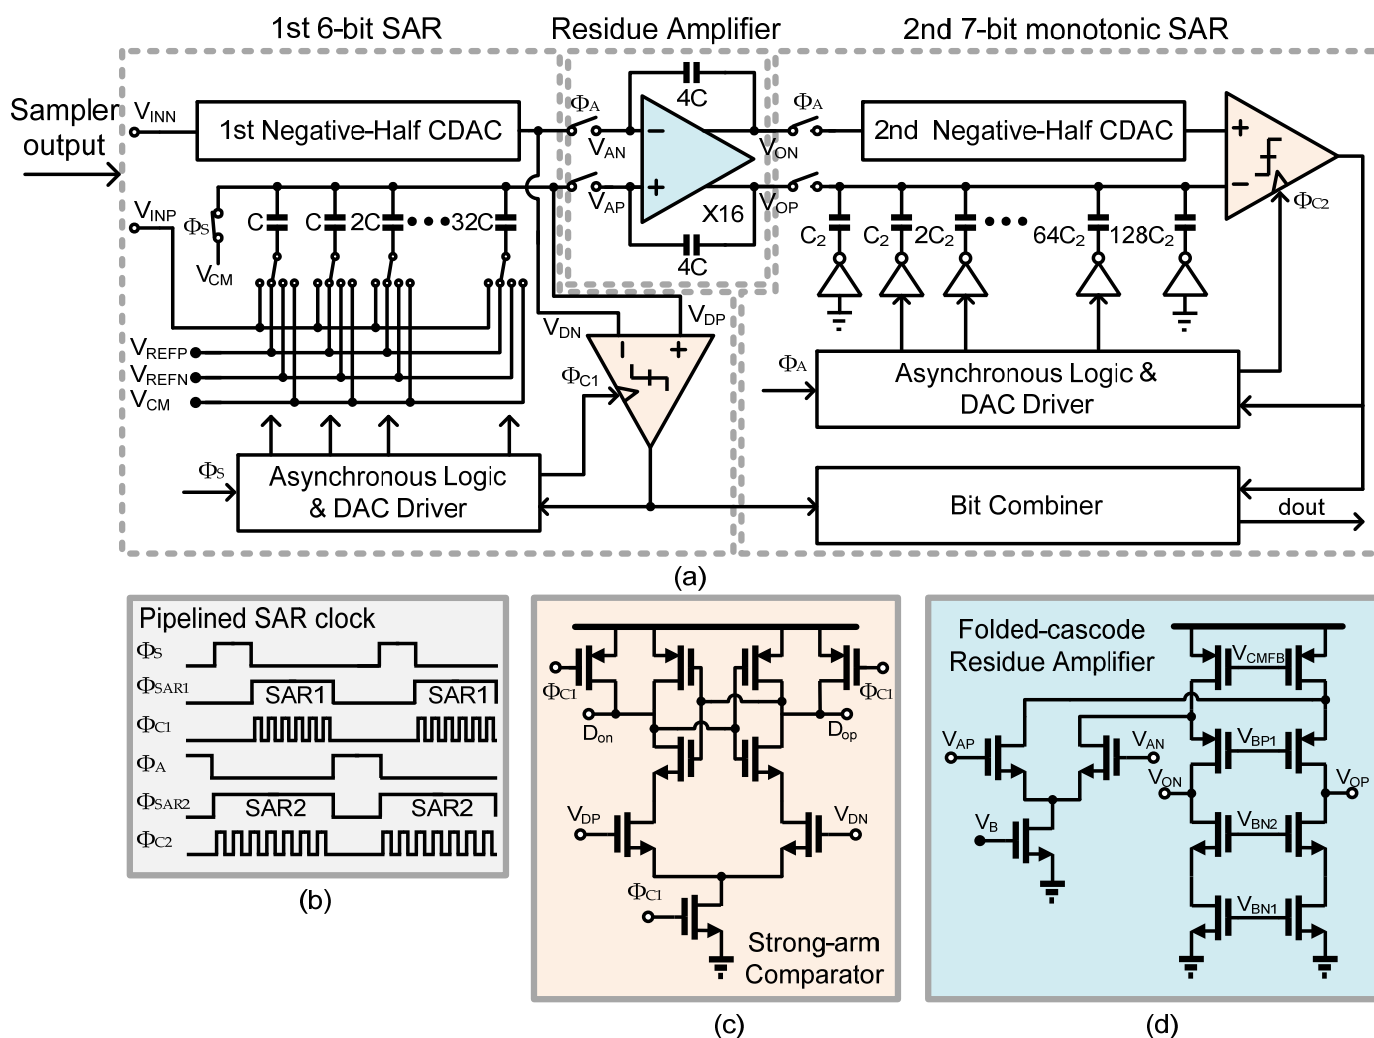 1st 6-bit SAR
Residue Amplifier
2nd 7-bit monotonic SAR
Sampler
output
VINN
1st Negative-Half CDAC
ΦA
4C
VAN
VON
ΦA
2nd Negative-Half CDAC
VINP
ΦS
VCM
C
C
2C
32C
VAP
X16
VOP
4C
C2
C2
2C2
64C2
128C2
ΦC2
VDN
VDP
VREFP
VREFN
VCM
ΦC1
ΦA
Asynchronous Logic &
DAC Driver
ΦS
Asynchronous Logic
& DAC Driver
Bit Combiner
dout
(a)
Pipelined SAR clock
ΦS
ΦSAR1
SAR1
SAR1
ΦC1
ΦA
ΦSAR2
SAR2
SAR2
ΦC2
(b)
ΦC1
ΦC1
Don
Dop
VDP
VDN
ΦC1
Strong-arm
Comparator
(c)
Folded-cascode
Residue Amplifier
VCMFB
VAP
VAN
VBP1
VON
VOP
VB
VBN2
VBN1
(d)